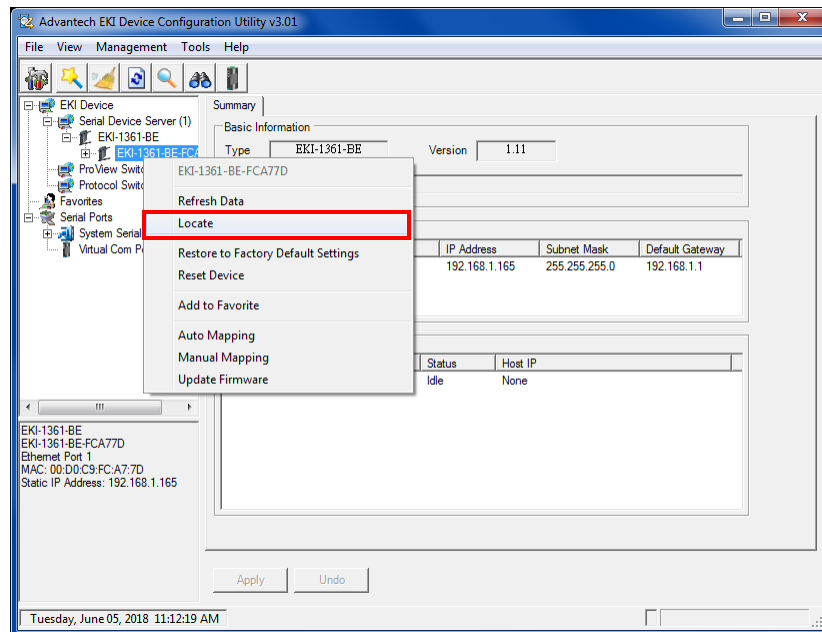 Advantech EKI Device Configuration Utility v3.01
File View Management Tools Help
EKI Device
Serial Device Server (1)
EKI-1361-BE
EKI-1361-BE-FCA
ProView Switc
Protocol Switc
Favorites
Serial Ports
System Serial
Virtual Com Po
Summary
Basic Information
Type EKI-1361-BE Version 1.11
EKI-1361-BE-FCA77D
Refresh Data
Locate
Restore to Factory Default Settings
Reset Device
Add to Favorite
Auto Mapping
Manual Mapping
Update Firmware
IP Address Subnet Mask Default Gateway
192.168.1.165 255.255.255.0 192.168.1.1
Status Host IP
Idle None
EKI-1361-BE
EKI-1361-BE-FCA77D
Ethernet Port 1
MAC: 00:D0:C9:FC:A7:7D
Static IP Address: 192.168.1.165
Apply Undo
Tuesday, June 05, 2018 11:12:19 AM